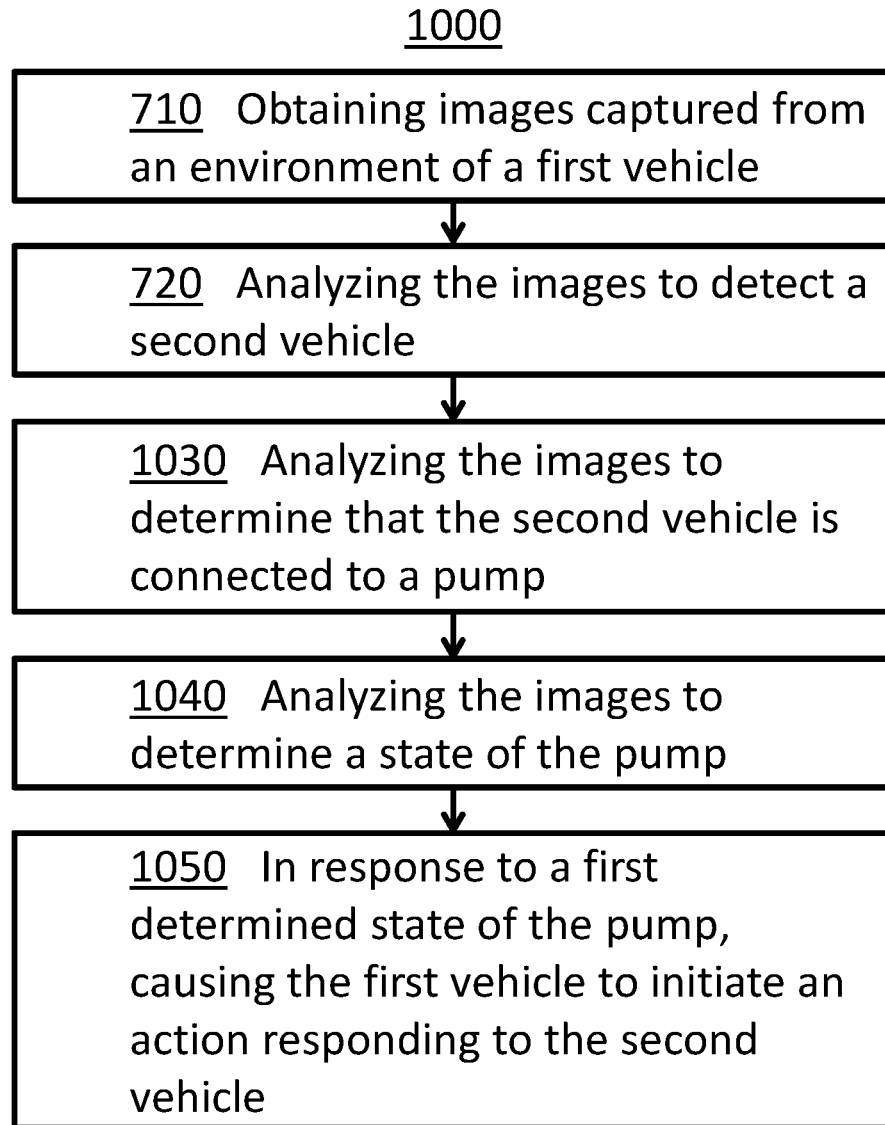 1000
710 Obtaining images captured from
an environment of a first vehicle
720 Analyzing the images to detect a
second vehicle
1030 Analyzing the images to
determine that the second vehicle is
connected to a pump
1040 Analyzing the images to
determine a state of the pump
1050 In response to a first
determined state of the pump,
causing the first vehicle to initiate an
action responding to the second
vehicle